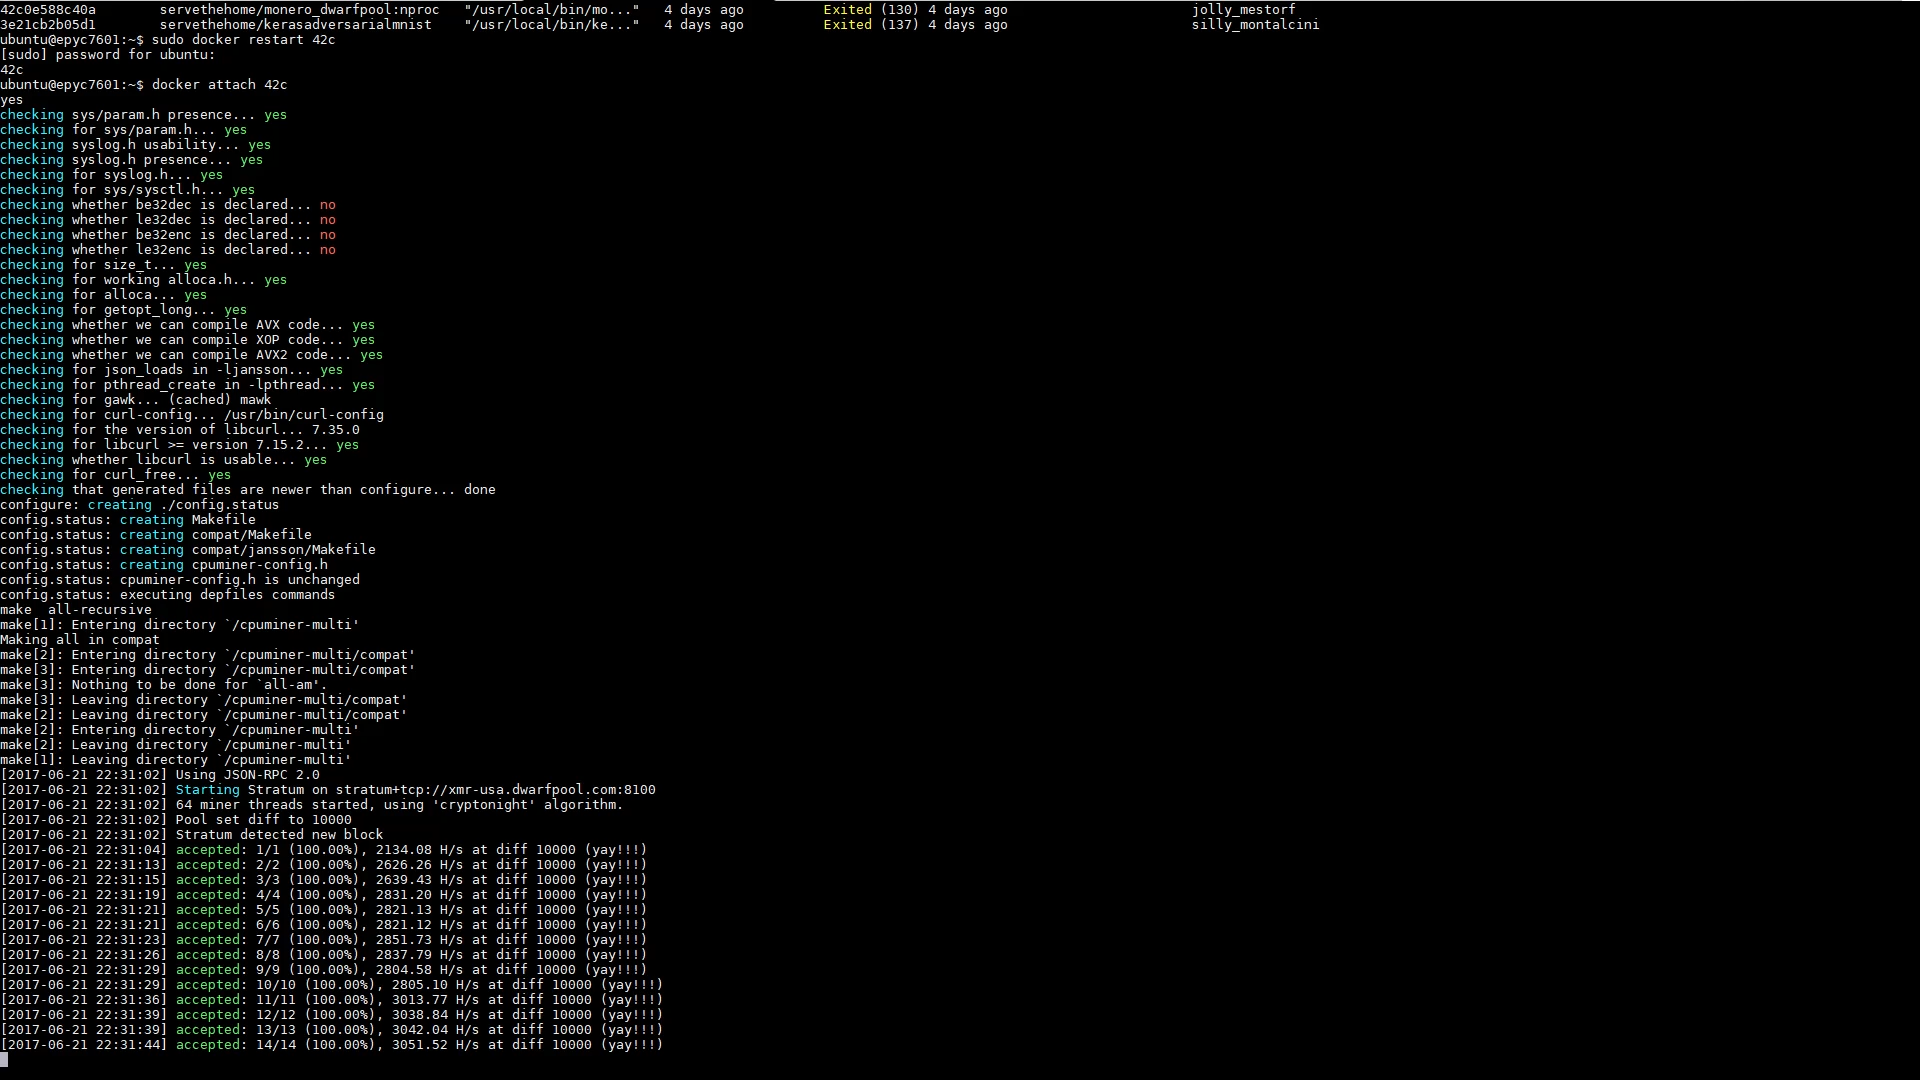 42c0e588c40a        servethehome/monero_dwarfpool:nproc   "/usr/local/bin/mo..."   4 days ago          Exited (130) 4 days ago                       jolly_mestorf
3e21cb2b05d1        servethehome/kerasadversarialmnist    "/usr/local/bin/ke..."   4 days ago          Exited (137) 4 days ago                       silly_montalcini
ubuntu@epyc7601:~$ sudo docker restart 42c
[sudo] password for ubuntu:
42c
ubuntu@epyc7601:~$ docker attach 42c
yes
checking sys/param.h presence... yes
checking for sys/param.h... yes
checking syslog.h usability... yes
checking syslog.h presence... yes
checking for syslog.h... yes
checking for sys/sysctl.h... yes
checking whether be32dec is declared... no
checking whether le32dec is declared... no
checking whether be32enc is declared... no
checking whether le32enc is declared... no
checking for size_t... yes
checking for working alloca.h... yes
checking for alloca... yes
checking for getopt_long... yes
checking whether we can compile AVX code... yes
checking whether we can compile XOP code... yes
checking whether we can compile AVX2 code... yes
checking for json_loads in -ljansson... yes
checking for pthread_create in -lpthread... yes
checking for gawk... (cached) mawk
checking for curl-config... /usr/bin/curl-config
checking for the version of libcurl... 7.35.0
checking for libcurl >= version 7.15.2... yes
checking whether libcurl is usable... yes
checking for curl_free... yes
checking that generated files are newer than configure... done
configure: creating ./config.status
config.status: creating Makefile
config.status: creating compat/Makefile
config.status: creating compat/jansson/Makefile
config.status: creating cpuminer-config.h
config.status: cpuminer-config.h is unchanged
config.status: executing depfiles commands
make  all-recursive
make[1]: Entering directory `/cpuminer-multi'
Making all in compat
make[2]: Entering directory `/cpuminer-multi/compat'
make[3]: Entering directory `/cpuminer-multi/compat'
make[3]: Nothing to be done for `all-am'.
make[3]: Leaving directory `/cpuminer-multi/compat'
make[2]: Leaving directory `/cpuminer-multi/compat'
make[2]: Entering directory `/cpuminer-multi'
make[2]: Leaving directory `/cpuminer-multi'
make[1]: Leaving directory `/cpuminer-multi'
[2017-06-21 22:31:02] Using JSON-RPC 2.0
[2017-06-21 22:31:02] Starting Stratum on stratum+tcp://xmr-usa.dwarfpool.com:8100
[2017-06-21 22:31:02] 64 miner threads started, using 'cryptonight' algorithm.
[2017-06-21 22:31:02] Pool set diff to 10000
[2017-06-21 22:31:02] Stratum detected new block
[2017-06-21 22:31:04] accepted: 1/1 (100.00%), 2134.08 H/s at diff 10000 (yay!!!)
[2017-06-21 22:31:13] accepted: 2/2 (100.00%), 2626.26 H/s at diff 10000 (yay!!!)
[2017-06-21 22:31:15] accepted: 3/3 (100.00%), 2639.43 H/s at diff 10000 (yay!!!)
[2017-06-21 22:31:19] accepted: 4/4 (100.00%), 2831.20 H/s at diff 10000 (yay!!!)
[2017-06-21 22:31:21] accepted: 5/5 (100.00%), 2821.13 H/s at diff 10000 (yay!!!)
[2017-06-21 22:31:21] accepted: 6/6 (100.00%), 2821.12 H/s at diff 10000 (yay!!!)
[2017-06-21 22:31:23] accepted: 7/7 (100.00%), 2851.73 H/s at diff 10000 (yay!!!)
[2017-06-21 22:31:26] accepted: 8/8 (100.00%), 2837.79 H/s at diff 10000 (yay!!!)
[2017-06-21 22:31:29] accepted: 9/9 (100.00%), 2804.58 H/s at diff 10000 (yay!!!)
[2017-06-21 22:31:29] accepted: 10/10 (100.00%), 2805.10 H/s at diff 10000 (yay!!!)
[2017-06-21 22:31:36] accepted: 11/11 (100.00%), 3013.77 H/s at diff 10000 (yay!!!)
[2017-06-21 22:31:39] accepted: 12/12 (100.00%), 3038.84 H/s at diff 10000 (yay!!!)
[2017-06-21 22:31:39] accepted: 13/13 (100.00%), 3042.04 H/s at diff 10000 (yay!!!)
[2017-06-21 22:31:44] accepted: 14/14 (100.00%), 3051.52 H/s at diff 10000 (yay!!!)